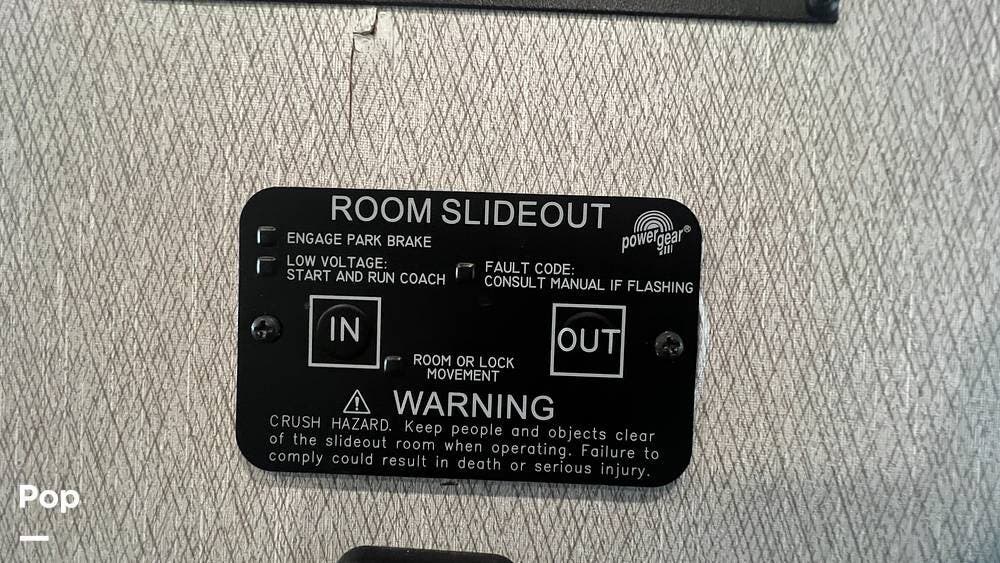 ROOM SLIDEOUT
powergear®
ENGAGE PARK BRAKE
LOW VOLTAGE:
START AND RUN COACH
FAULT CODE:
CONSULT MANUAL IF FLASHING
IN
OUT
ROOM OR LOCK
MOVEMENT
WARNING
CRUSH HAZARD. Keep people and objects clear
of the slideout room when operating. Failure to
comply could result in death or serious injury.
Pop